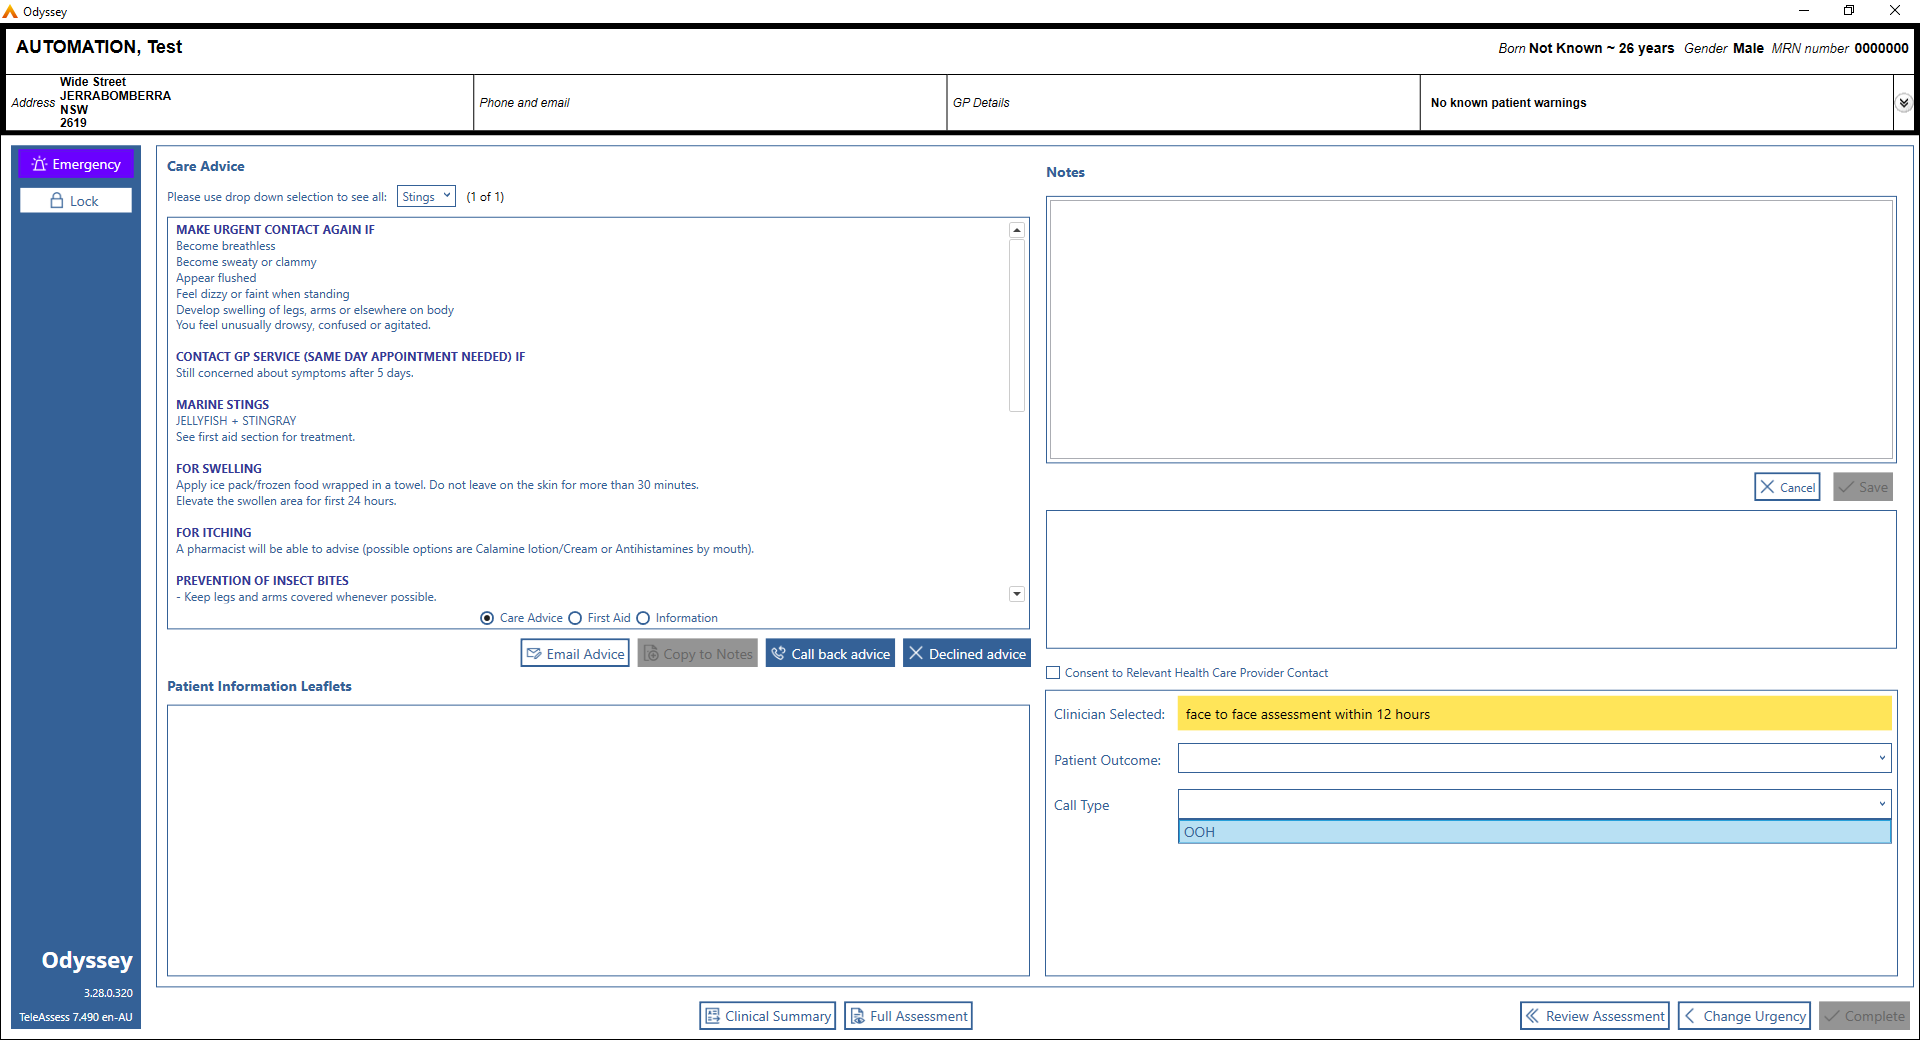 Odyssey
AUTOMATION, Test
Born Not Known ~ 26 years Gender Male MRN number 0000000
Address
Wide Street
JERRABOMBERRA
NSW
2619
Phone and email
GP Details
No known patient warnings
Emergency
Lock
Care Advice
Please use drop down selection to see all: Stings (1 of 1)
MAKE URGENT CONTACT AGAIN IF
Become breathless
Become sweaty or clammy
Appear flushed
Feel dizzy or faint when standing
Develop swelling of legs, arms or elsewhere on body
You feel unusually drowsy, confused or agitated.
CONTACT GP SERVICE (SAME DAY APPOINTMENT NEEDED) IF
Still concerned about symptoms after 5 days.
MARINE STINGS
JELLYFISH + STINGRAY
See first aid section for treatment.
FOR SWELLING
Apply ice pack/frozen food wrapped in a towel. Do not leave on the skin for more than 30 minutes.
Elevate the swollen area for first 24 hours.
FOR ITCHING
A pharmacist will be able to advise (possible options are Calamine lotion/Cream or Antihistamines by mouth).
PREVENTION OF INSECT BITES
- Keep legs and arms covered whenever possible.
Care Advice First Aid Information
Email Advice Copy to Notes Call back advice Declined advice
Patient Information Leaflets
Notes
Cancel Save
Consent to Relevant Health Care Provider Contact
Clinician Selected: face to face assessment within 12 hours
Patient Outcome:
Call Type
OOH
Odyssey
3.28.0.320
TeleAssess 7.490 en-AU
Clinical Summary Full Assessment
Review Assessment Change Urgency Complete